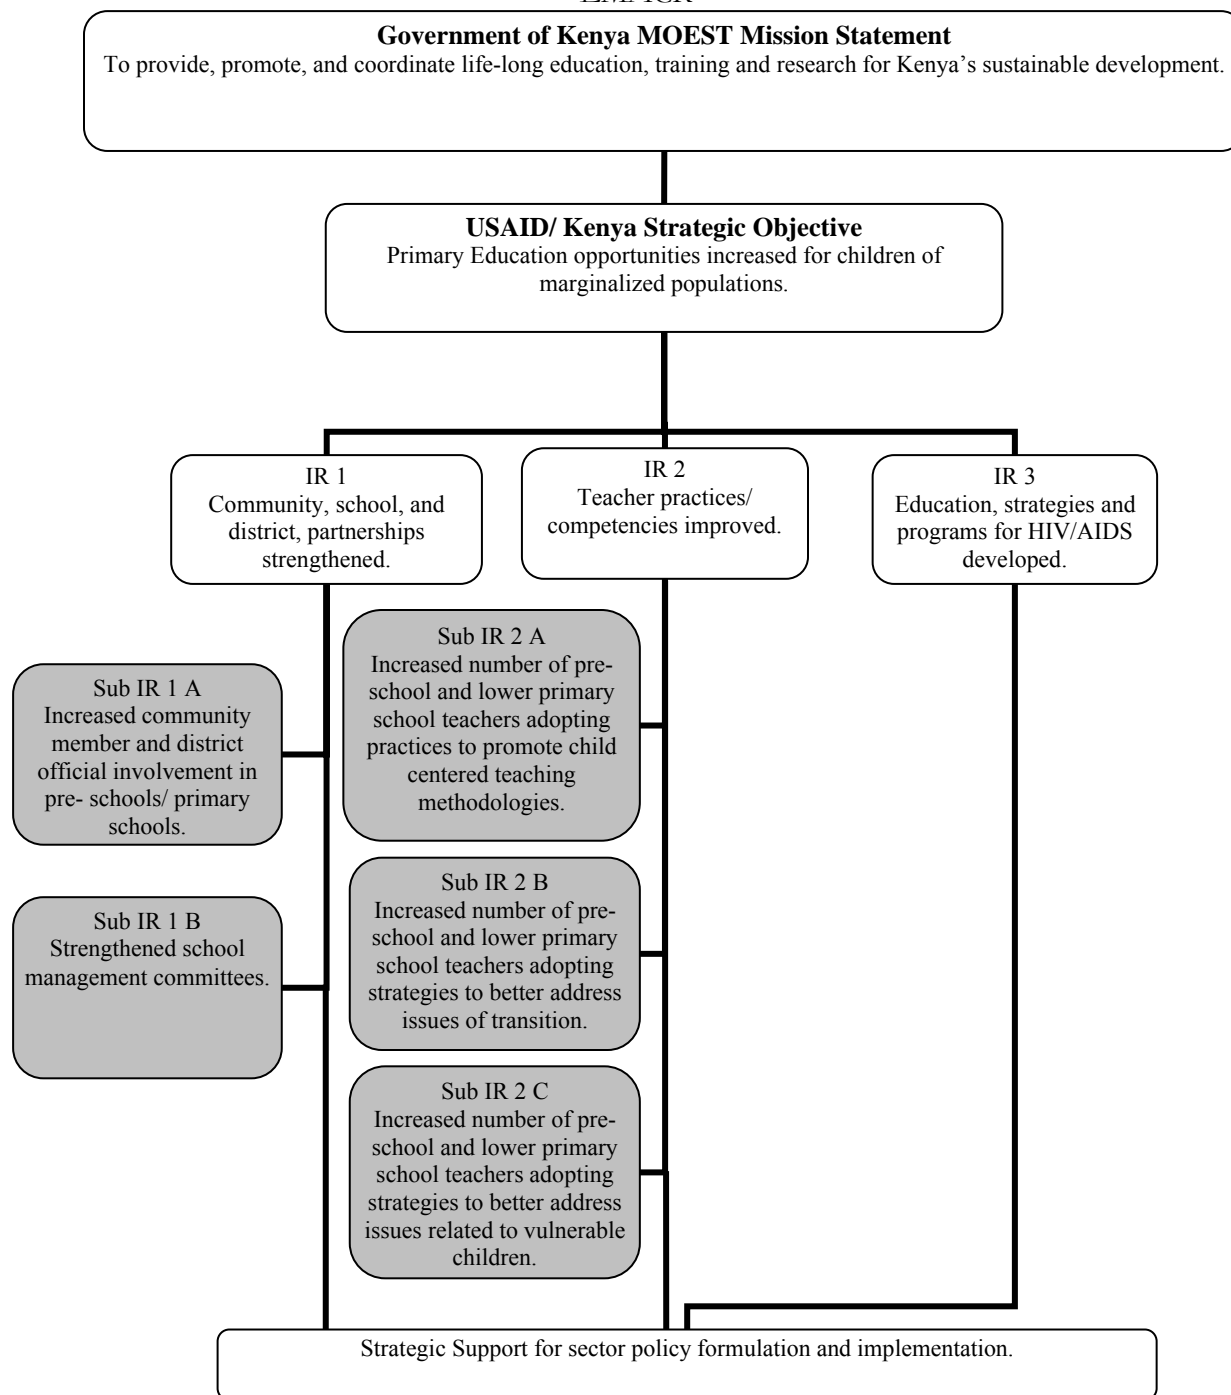 EMACK
Government of Kenya MOEST Mission Statement
To provide, promote, and coordinate life-long education, training and research for Kenya’s sustainable development.
USAID/ Kenya Strategic Objective
Primary Education opportunities increased for children of
marginalized populations.
IR 1
Community, school, and
district, partnerships
strengthened.
IR 2
Teacher practices/
competencies improved.
IR 3
Education, strategies and
programs for HIV/AIDS
developed.
Sub IR 1 A
Increased community
member and district
official involvement in
pre- schools/ primary
schools.
Sub IR 1 B
Strengthened school
management committees.
Sub IR 2 A
Increased number of pre-
school and lower primary
school teachers adopting
practices to promote child
centered teaching
methodologies.
Sub IR 2 B
Increased number of pre-
school and lower primary
school teachers adopting
strategies to better address
issues of transition.
Sub IR 2 C
Increased number of pre-
school and lower primary
school teachers adopting
strategies to better address
issues related to vulnerable
children.
Strategic Support for sector policy formulation and implementation.